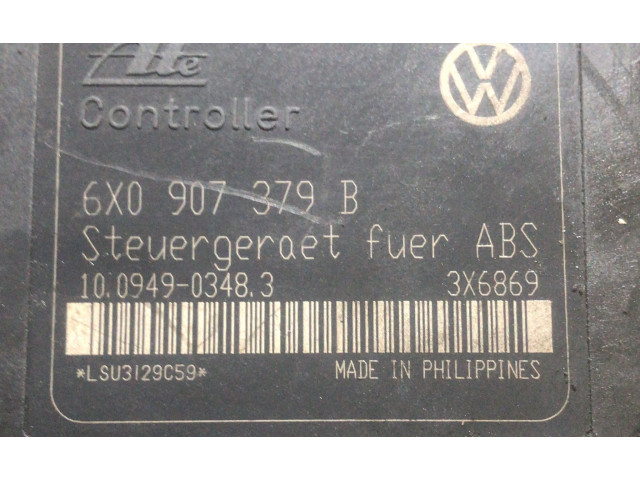 Ate
Controller
6X0 907 379 B
Steuergeraet fuer ABS
10.0949-0348.3 3X6869
*LSU3129C59* MADE IN PHILIPPINES